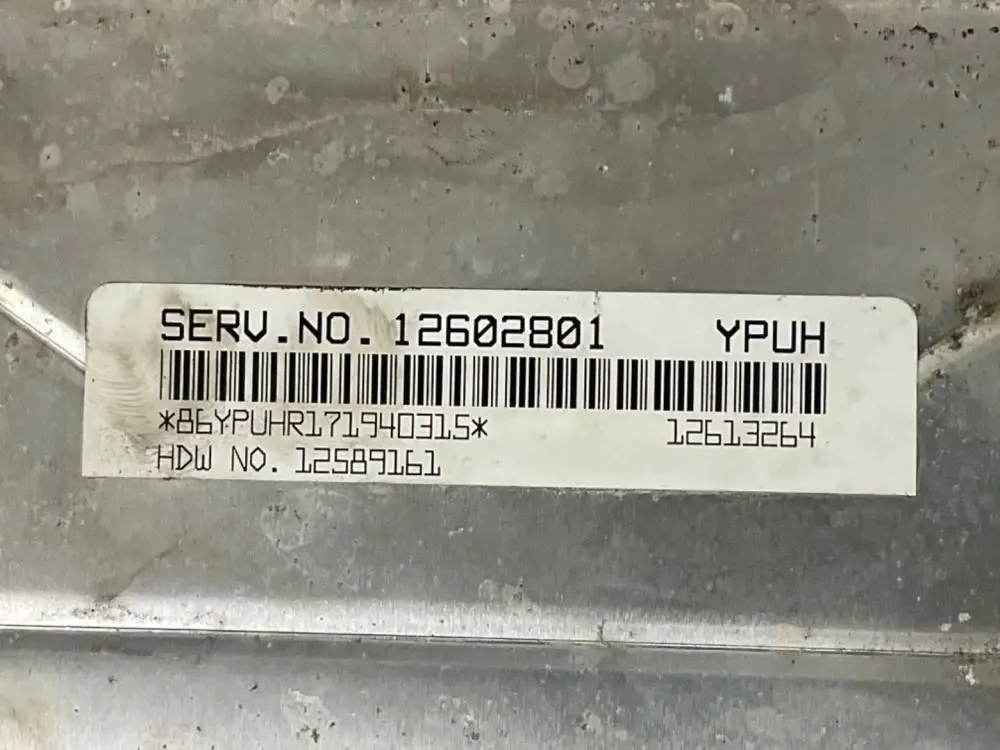 SERV.NO. 12602801 YPUH
*86YPUHR171940315* 12613264
HDW NO. 12589161